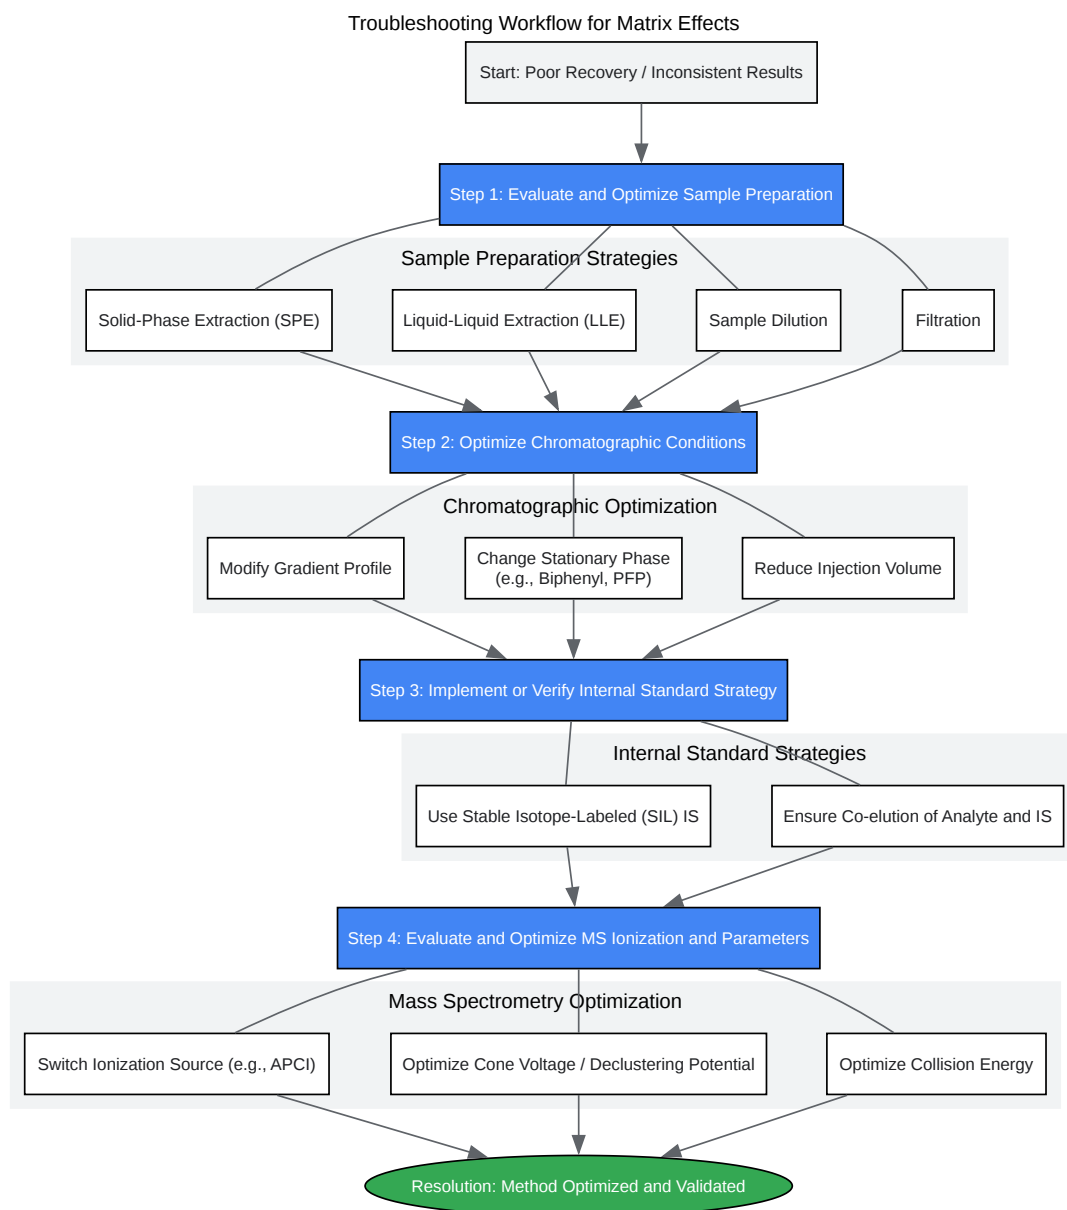 Troubleshooting Workflow for Matrix Effects
Start: Poor Recovery / Inconsistent Results
Step 1: Evaluate and Optimize Sample Preparation
Sample Preparation Strategies
Solid-Phase Extraction (SPE)
Liquid-Liquid Extraction (LLE)
Sample Dilution
Filtration
Step 2: Optimize Chromatographic Conditions
Chromatographic Optimization
Modify Gradient Profile
Change Stationary Phase
(e.g., Biphenyl, PFP)
Reduce Injection Volume
Step 3: Implement or Verify Internal Standard Strategy
Internal Standard Strategies
Use Stable Isotope-Labeled (SIL) IS
Ensure Co-elution of Analyte and IS
Step 4: Evaluate and Optimize MS Ionization and Parameters
Mass Spectrometry Optimization
Switch Ionization Source (e.g., APCI)
Optimize Cone Voltage / Declustering Potential
Optimize Collision Energy
Resolution: Method Optimized and Validated